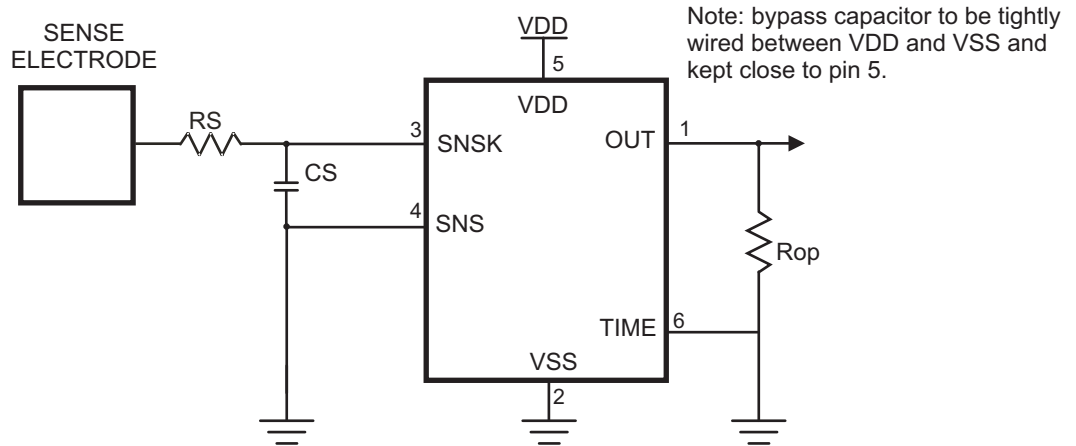 SENSE
ELECTRODE
RS
CS
VDD
5
VDD
3
SNSK
4
SNS
OUT
1
Rop
TIME
6
VSS
2
Note: bypass capacitor to be tightly
wired between VDD and VSS and
kept close to pin 5.